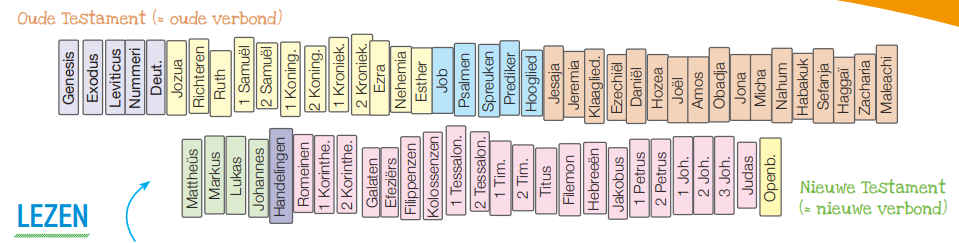 Oude Testament (= oude verbond)
Genesis
Exodus
Leviticus
Nummeri
Deut.
Jozua
Richteren
Ruth
1 Samuël
2 Samuël
1 Koning.
2 Koning.
1 Kroniek.
2 Kroniek.
Ezra
Nehemia
Esther
Job
Psalmen
Spreuken
Prediker
Hooglied
Jesaja
Jeremia
Klaaglied.
Ezechiël
Daniël
Hozea
Joël
Amos
Obadja
Jona
Micha
Nahum
Habakuk
Sefanja
Haggaï
Zecharia
Maleachi
Mattheüs
Markus
Lukas
Johannes
Handelingen
Romeinen
1 Korinthe.
2 Korinthe.
Galaten
Efeziërs
Filippenzen
Kolossenzen
1 Tessalon.
2 Tessalon.
1 Tim.
2 Tim.
Titus
Filemon
Hebreeën
Jakobus
1 Petrus
2 Petrus
1 Joh.
2 Joh.
3 Joh.
Judas
Openb.
Nieuwe Testament
(= nieuwe verbond)
LEZEN